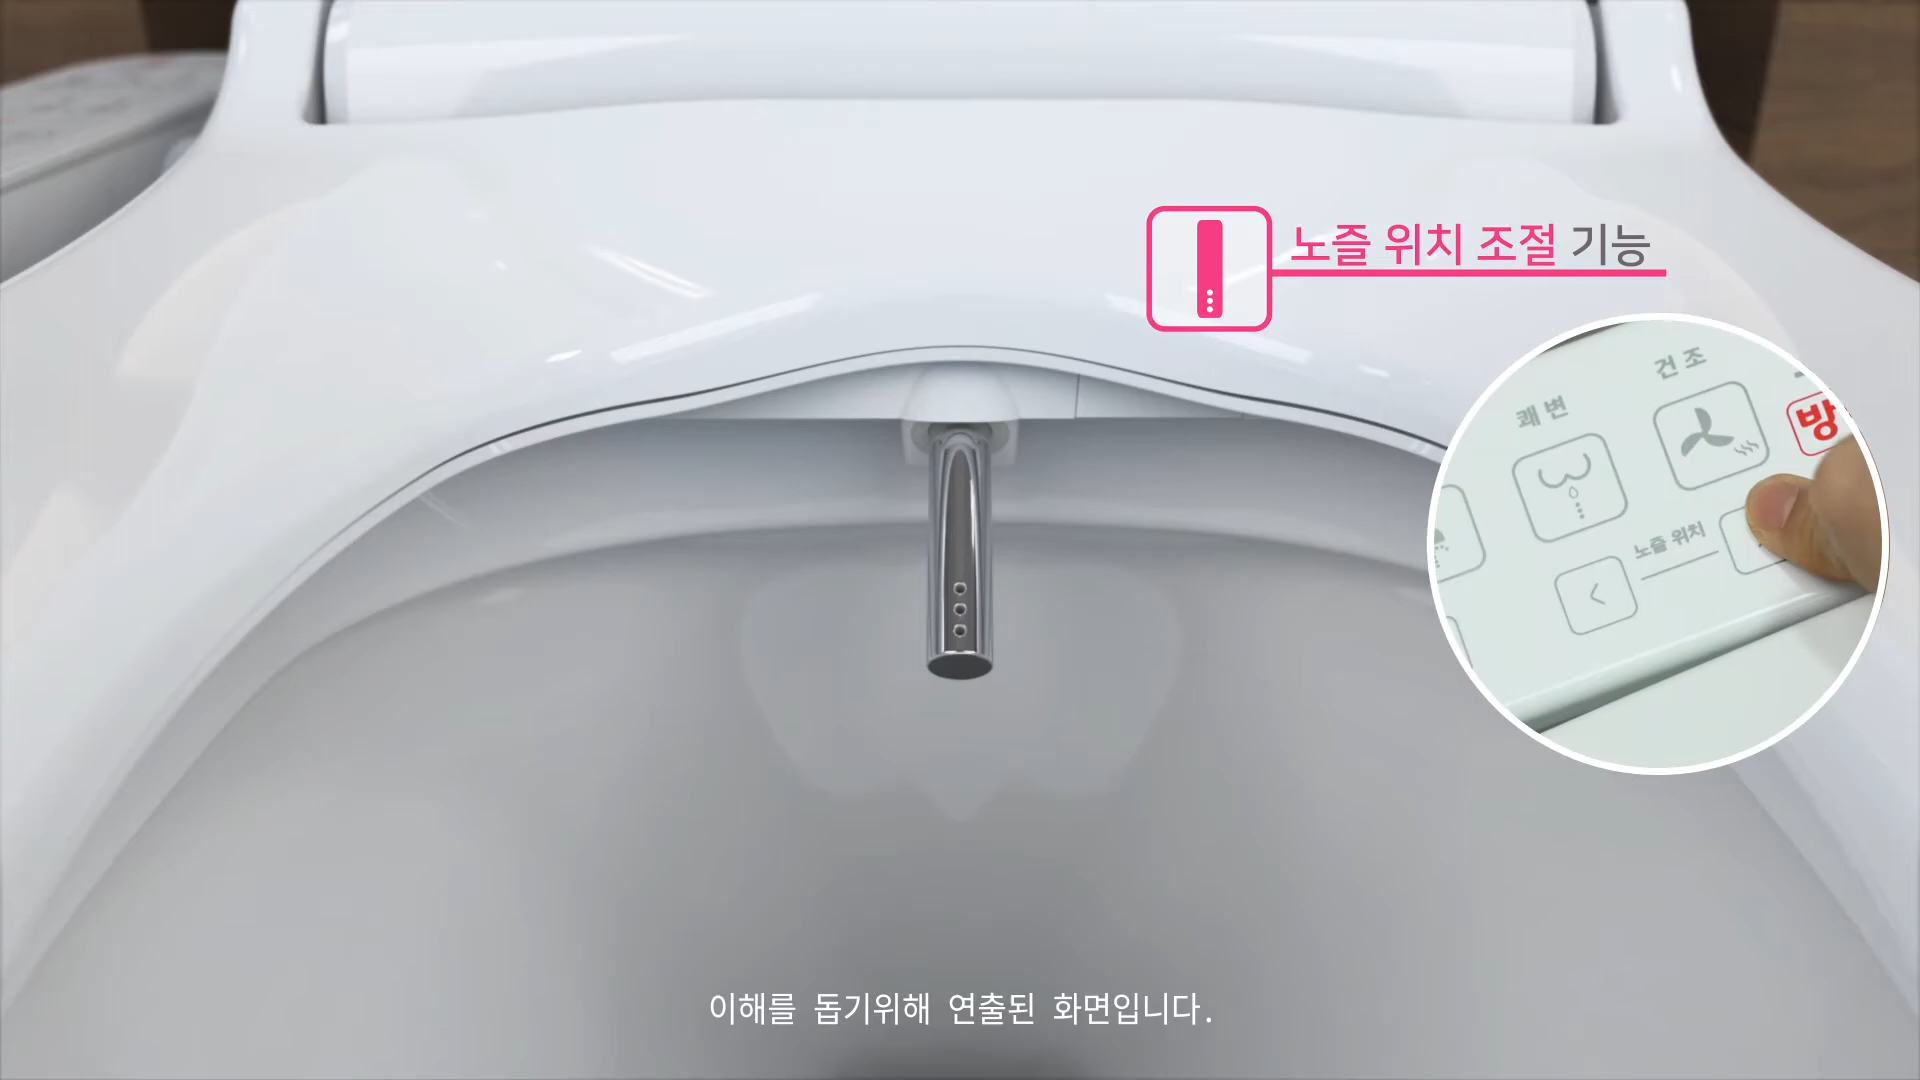 노즐 위치 조절 기능
건조
쾌변
방
노즐 위치
<
이해를 돕기위해 연출된 화면입니다.